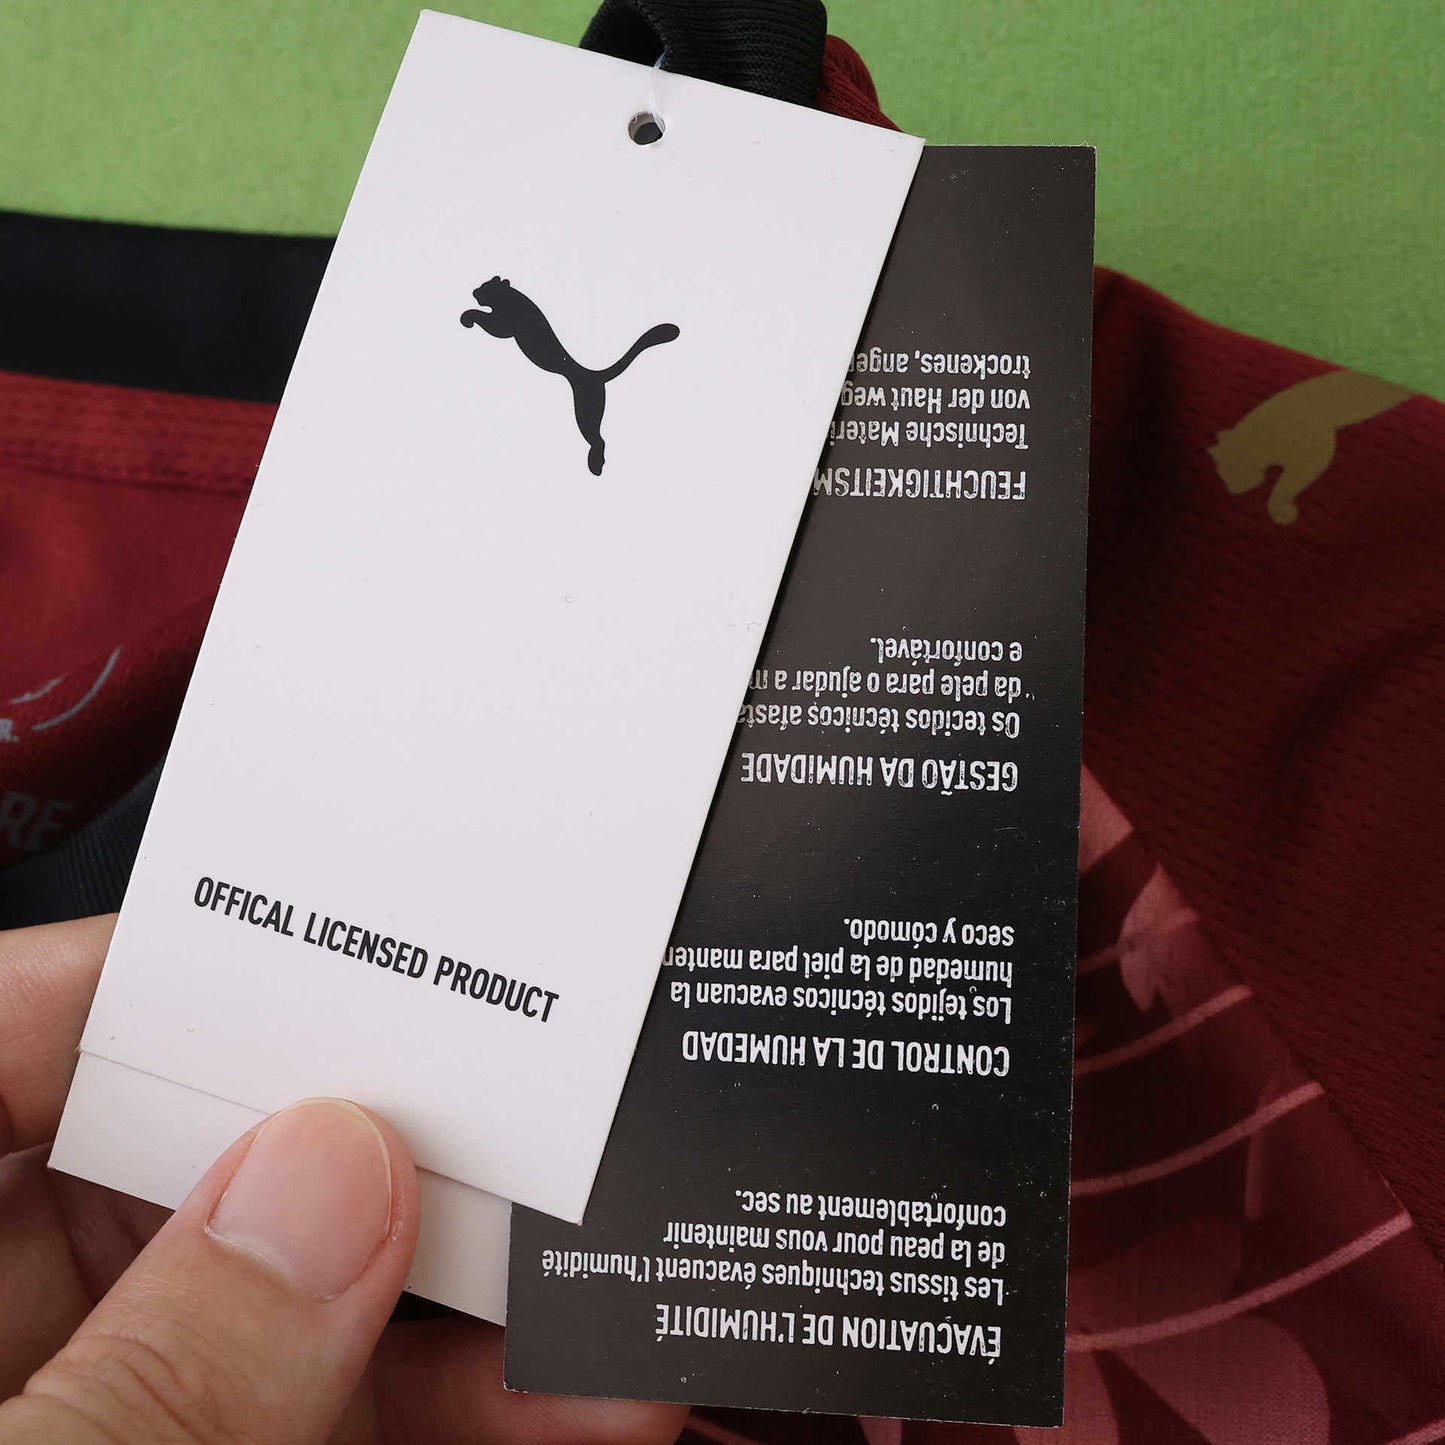 OFFICAL LICENSED PRODUCT
ÉVACUATION DE L'HUMIDITÉ
Les tissus techniques évacuent l'humidité
de la peau pour vous maintenir
confortablement au sec.
CONTROL DE LA HUMEDAD
Los tejidos técnicos evacuan la
humedad de la piel para manten
seco y cómodo.
GESTÃO DA HUMIDADE
Os tecidos técnicos
da pele para o ajudar a
e confortável.
FEUCHTIGKEITSM
Technische Materi
von der Haut weg
trockenes, ange
R.
RE